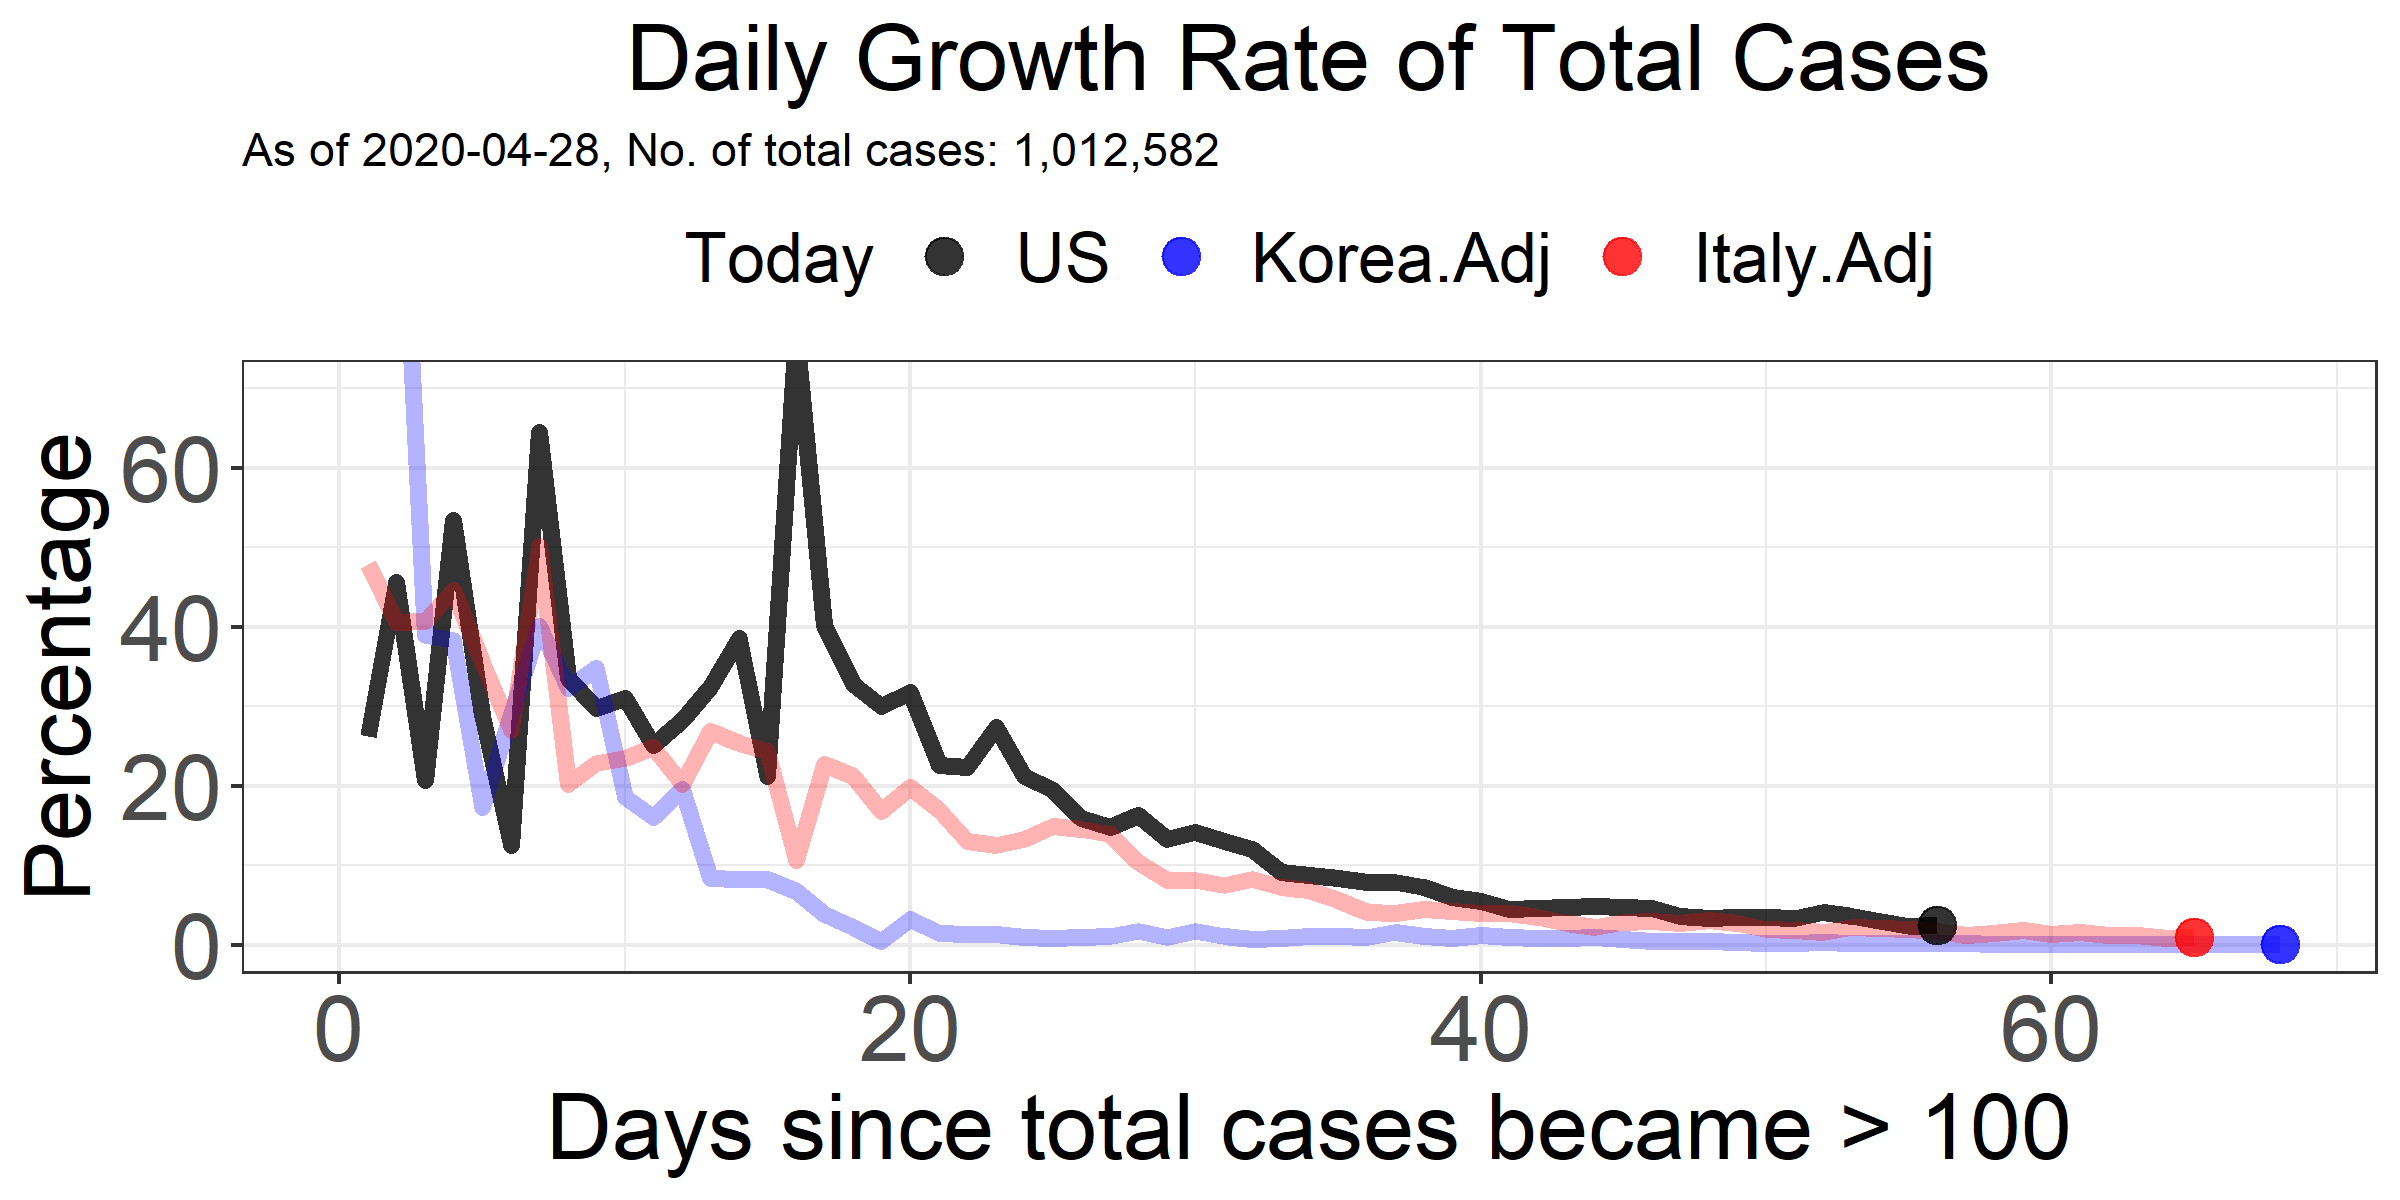 Daily Growth Rate of Total Cases
As of 2020-04-28, No. of total cases: 1,012,582
Today US Korea.Adj Italy.Adj
Percentage
60
40
20
0
0 20 40 60
Days since total cases became > 100